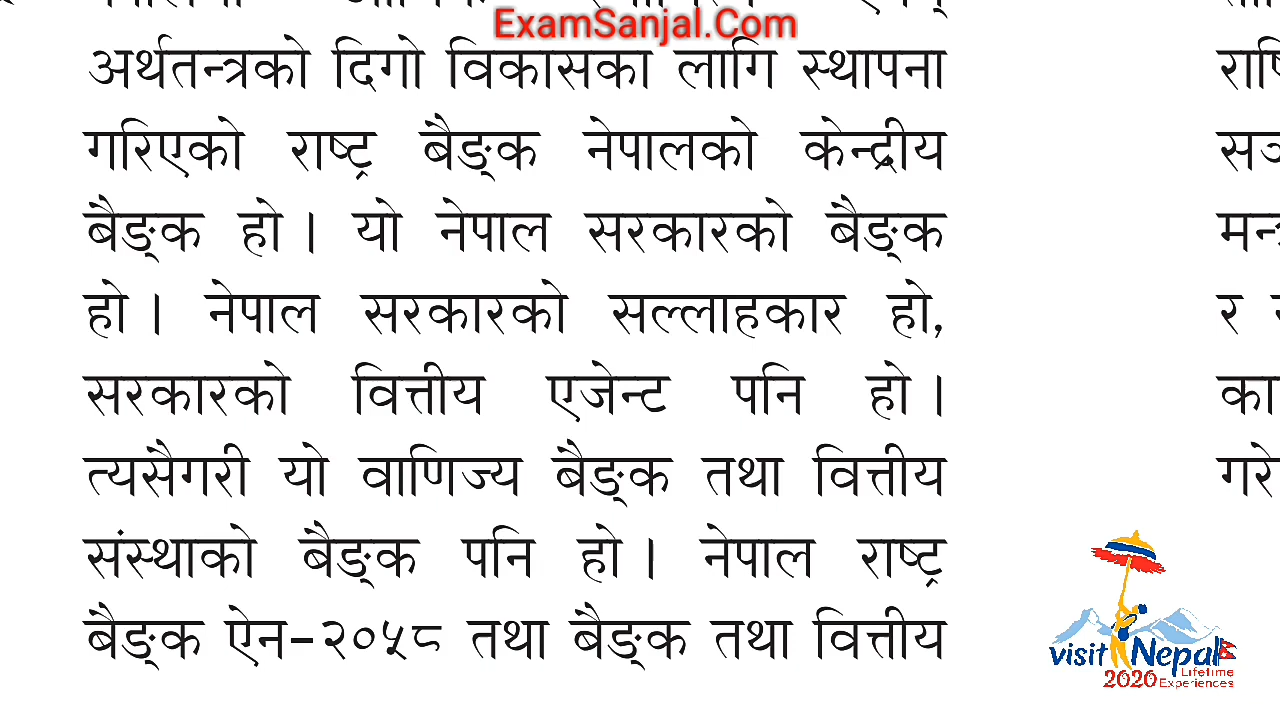 ExamSanjal.Com
अर्थतन्त्रको दिगो विकासका लागि स्थापना
गरिएको राष्ट्र बैङ्क नेपालको केन्द्रीय
बैङ्क हो । यो नेपाल सरकारको बैङ्क
हो । नेपाल सरकारको सल्लाहकार हो,
सरकारको वित्तीय एजेन्ट पनि हो ।
त्यसैगरी यो वाणिज्य बैङ्क तथा वित्तीय
संस्थाको बैङ्क पनि हो । नेपाल राष्ट्र
बैङ्क ऐन-२०५८ तथा बैङ्क तथा वित्तीय
र
का
गरे
visit Nepal
2020 Lifetime Experiences